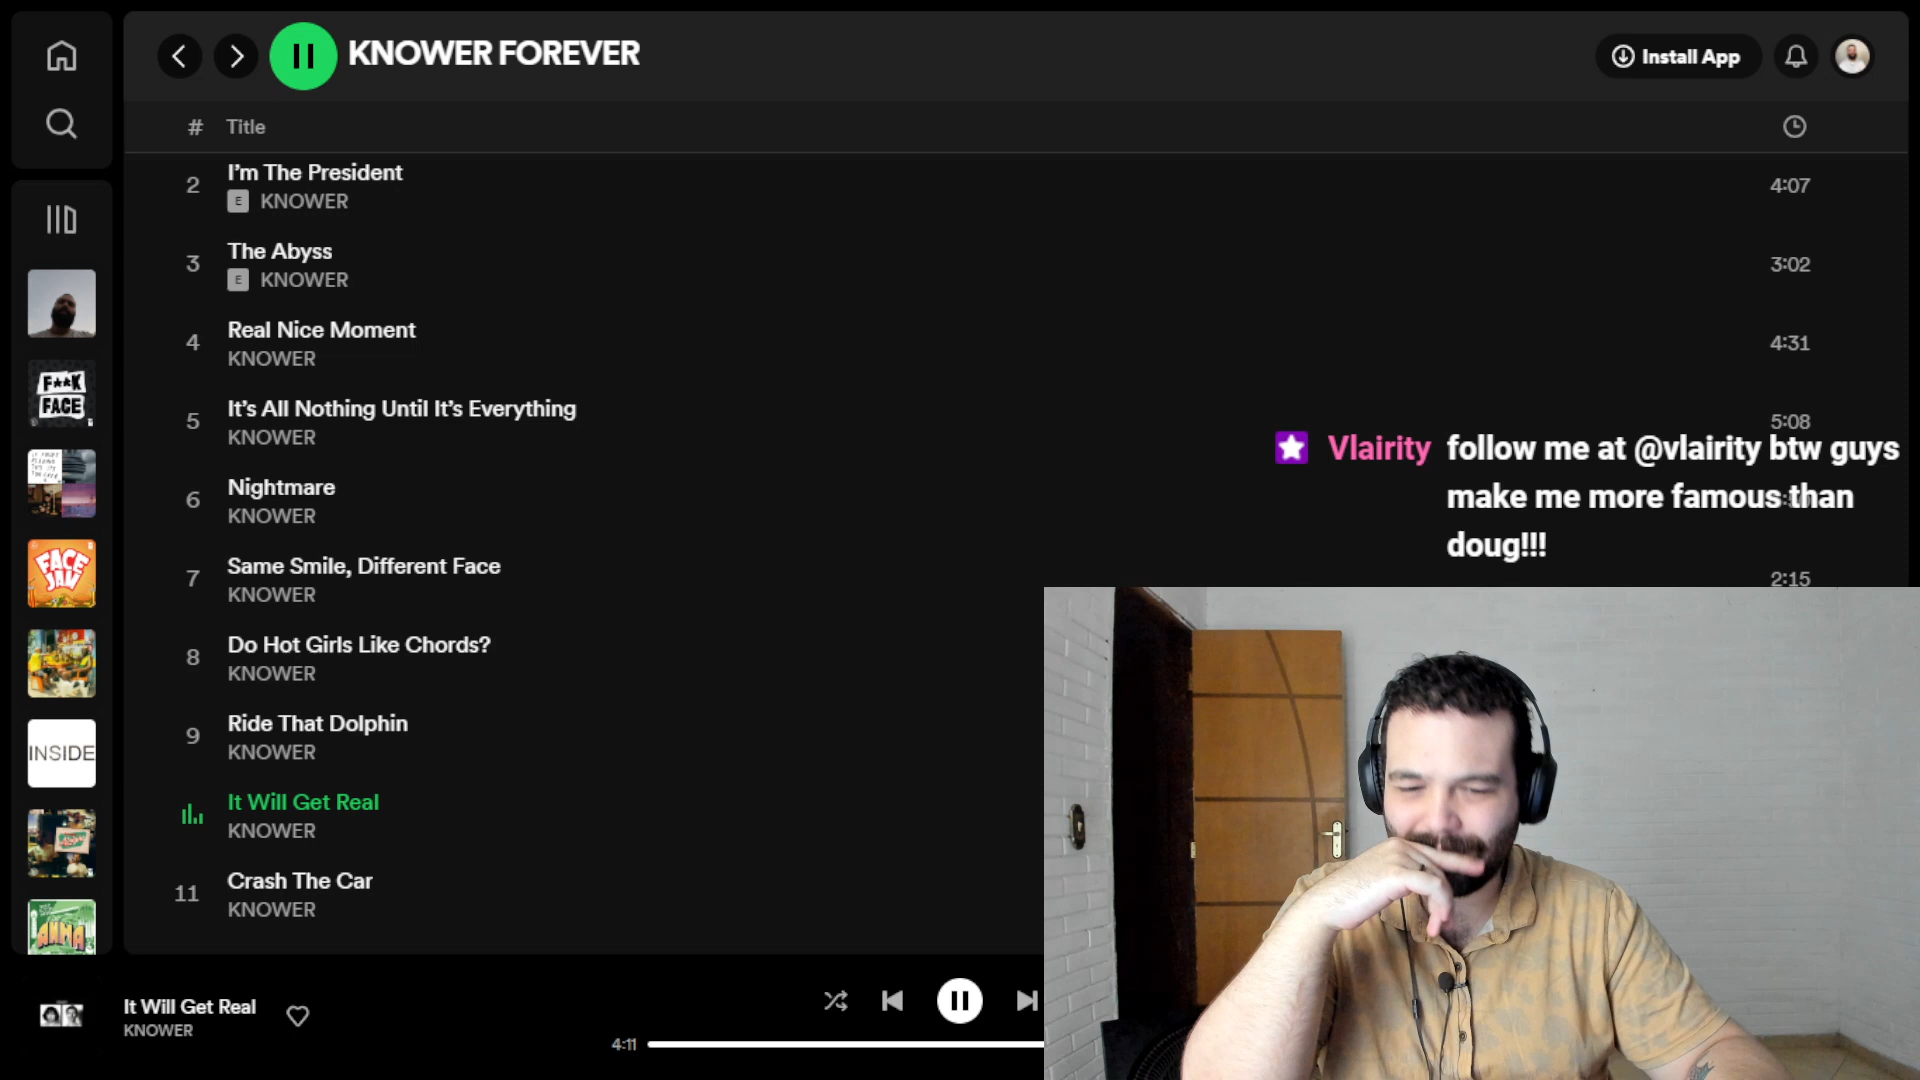 KNOWER FOREVER
Install App
# Title
2 I'm The President 4:07
E KNOWER
3 The Abyss 3:02
E KNOWER
4 Real Nice Moment 4:31
KNOWER
5 It's All Nothing Until It's Everything 5:08
KNOWER
Vlairity follow me at @vlairity btw guys
make me more famous than
doug!!!
6 Nightmare
KNOWER
7 Same Smile, Different Face 2:15
KNOWER
8 Do Hot Girls Like Chords?
KNOWER
9 Ride That Dolphin
KNOWER
It Will Get Real
KNOWER
11 Crash The Car
KNOWER
F**K
FACE
FACE
JAM
INSIDE
It Will Get Real
KNOWER
4:11